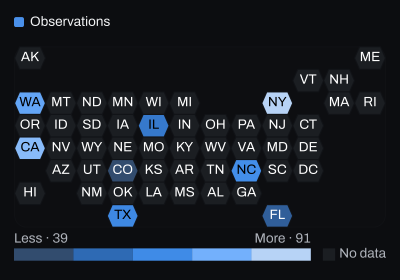 Observations
AK ME
VT NH
WA MT ND MN WI MI NY MA RI
OR ID SD IA IL IN OH PA NJ CT
CA NV WY NE MO KY WV VA MD DE
AZ UT CO KS AR TN NC SC DC
HI NM OK LA MS AL GA
TX FL
Less · 39 More · 91 No data